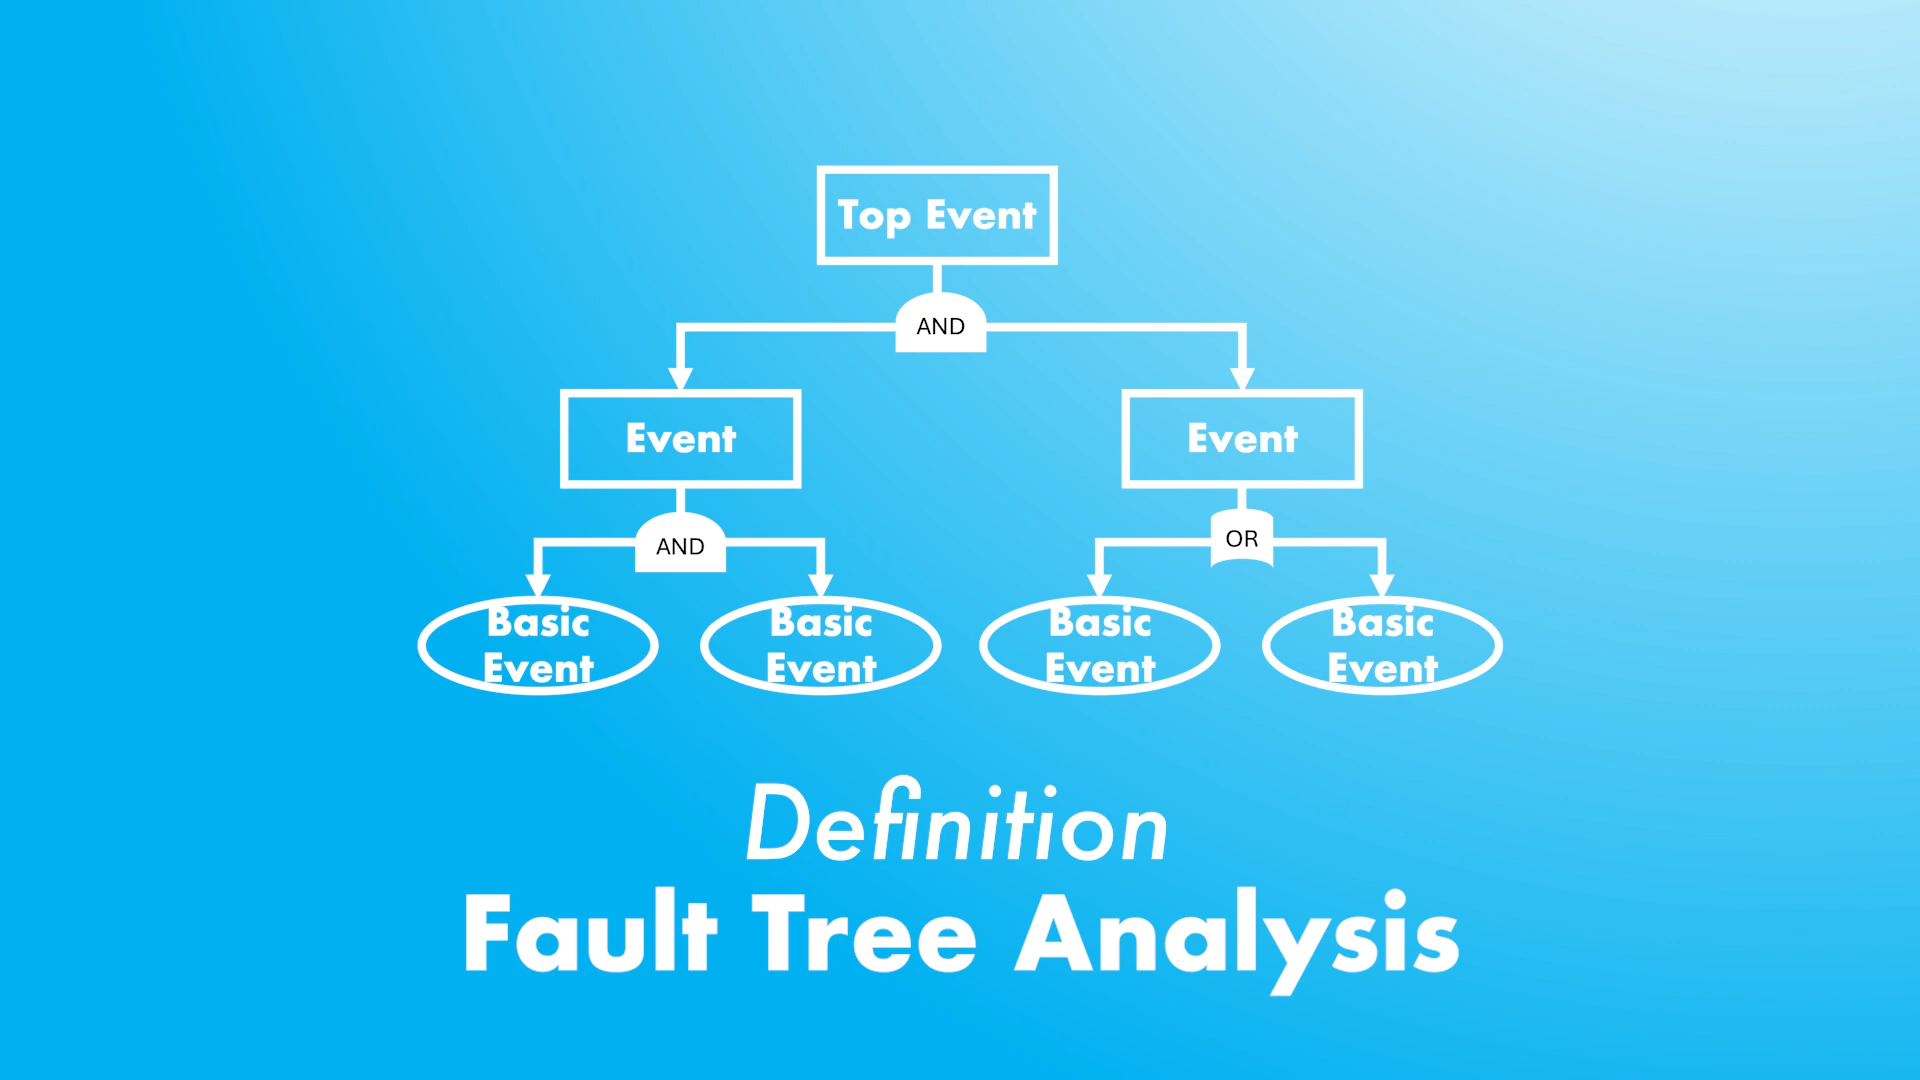 Top Event
AND
Event
Event
AND
OR
Basic
Event
Basic
Event
Basic
Event
Basic
Event
Definition
Fault Tree Analysis